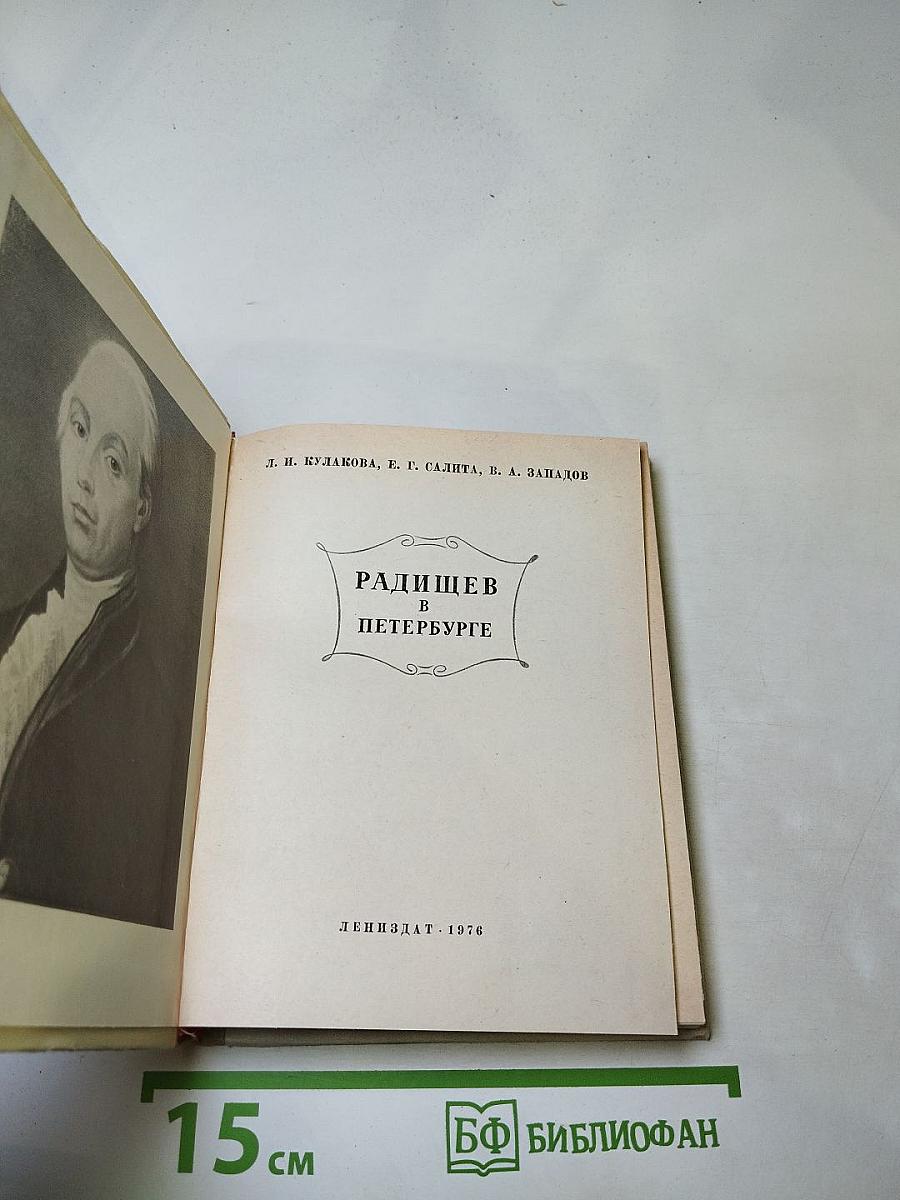 Л. И. КУЛАКОВА, Е. Г. САЛИТА, В. А. ЗАПАДОВ
РАДИЩЕВ
В
ПЕТЕРБУРГЕ
ЛЕНИЗДАТ · 1976
15 см
БФ БИБЛИОФАН